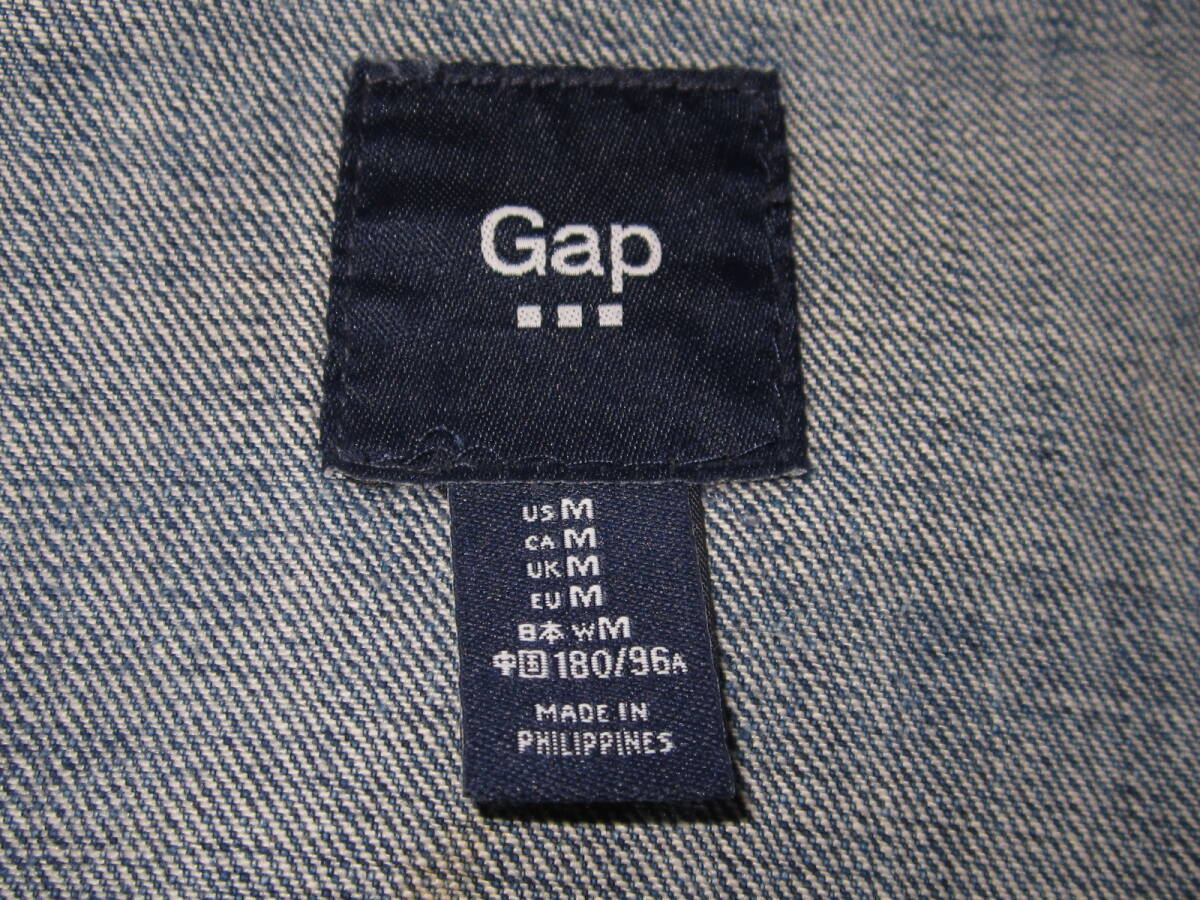 Gap
US M
CA M
UK M
EU M
日本 WM
中国 180/96A
MADE IN
PHILIPPINES